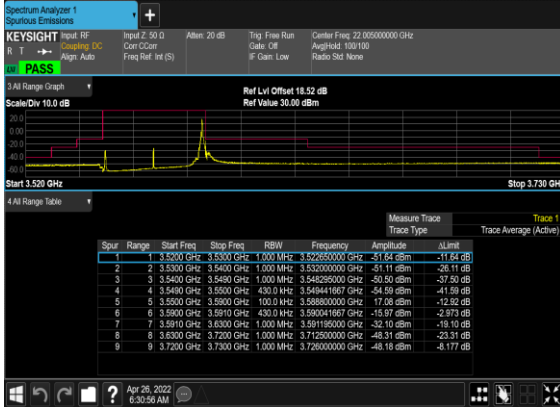 Spectrum Analyzer 1
Spurious Emissions
KEYSIGHT
R T
PASS
Input: RF
Coupling: DC
Align: Auto
Input Z: 50 Ω
Corr CCorr
Freq Ref: Int (S)
Atten: 20 dB
Trig: Free Run
Gate: Off
IF Gain: Low
Center Freq: 22.005000000 GHz
Avg|Hold: 100/100
Radio Std: None
3 All Range Graph
Scale/Div 10.0 dB
Ref Lvl Offset 18.52 dB
Ref Value 30.00 dBm
20.0
0.00
-20.0
-40.0
-60.0
Start 3.520 GHz
Stop 3.730 GH
4 All Range Table
Measure Trace Trace 1
Trace Type Trace Average (Active)
Spur Range Start Freq Stop Freq RBW Frequency Amplitude ΔLimit
1 1 3.5200 GHz 3.5300 GHz 1.000 MHz 3.522650000 GHz -51.64 dBm -11.64 dB
2 2 3.5300 GHz 3.5400 GHz 1.000 MHz 3.532000000 GHz -51.11 dBm -26.11 dB
3 3 3.5400 GHz 3.5490 GHz 1.000 MHz 3.548295000 GHz -50.50 dBm -37.50 dB
4 4 3.5490 GHz 3.5500 GHz 430.0 kHz 3.549441667 GHz -54.59 dBm -41.59 dB
5 5 3.5500 GHz 3.5900 GHz 100.0 kHz 3.588800000 GHz 17.08 dBm -12.92 dB
6 6 3.5900 GHz 3.5910 GHz 430.0 kHz 3.590041667 GHz -15.97 dBm -2.973 dB
7 7 3.5910 GHz 3.6300 GHz 1.000 MHz 3.591195000 GHz -32.10 dBm -19.10 dB
8 8 3.6300 GHz 3.7200 GHz 1.000 MHz 3.712500000 GHz -48.31 dBm -23.31 dB
9 9 3.7200 GHz 3.7300 GHz 1.000 MHz 3.726000000 GHz -48.18 dBm -8.177 dB
Apr 26, 2022
6:30:56 AM